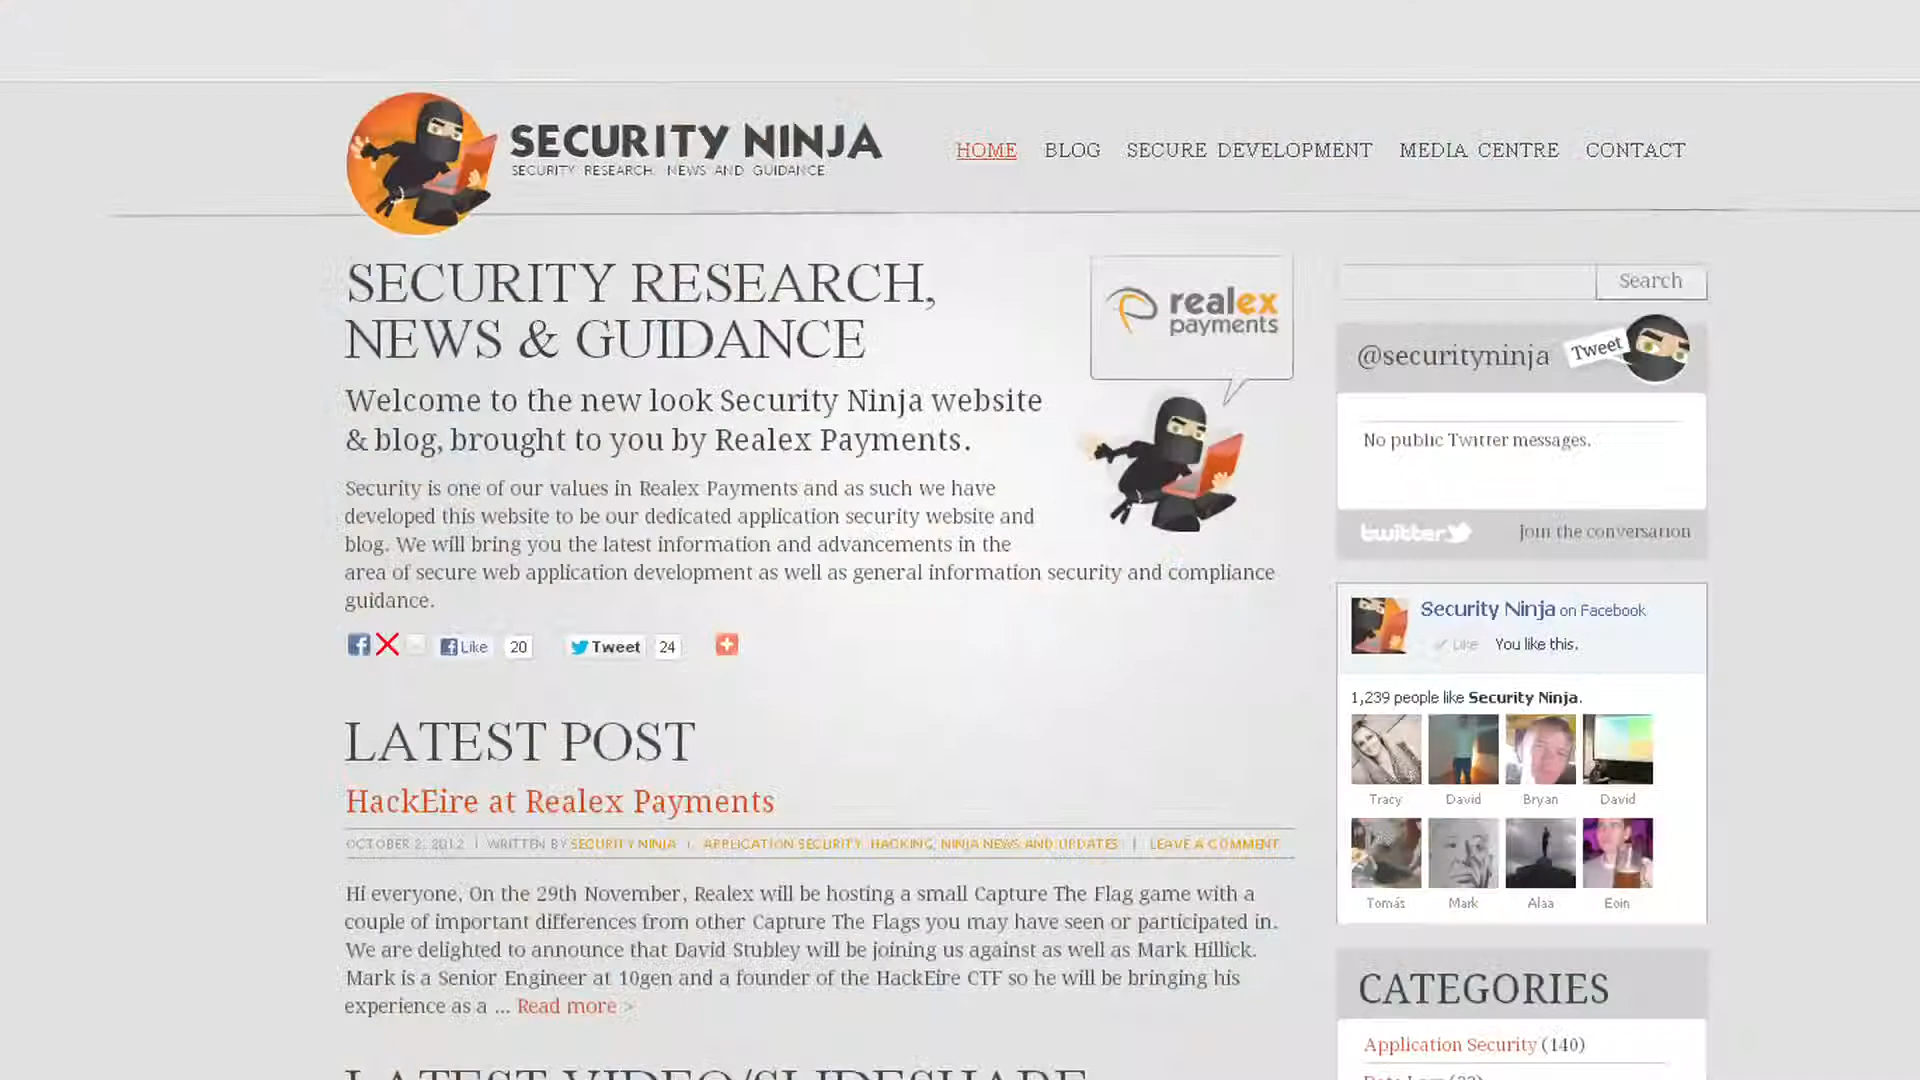 SECURITY NINJA
SECURITY RESEARCH, NEWS AND GUIDANCE
HOME BLOG SECURE DEVELOPMENT MEDIA CENTRE CONTACT
SECURITY RESEARCH,
NEWS & GUIDANCE
Welcome to the new look Security Ninja website
& blog, brought to you by Realex Payments.
Security is one of our values in Realex Payments and as such we have
developed this website to be our dedicated application security website and
blog. We will bring you the latest information and advancements in the
area of secure web application development as well as general information security and compliance
guidance.
realex
payments
Like 20 Tweet 24
LATEST POST
HackEire at Realex Payments
OCTOBER 2, 2012 | WRITTEN BY SECURITY NINJA | APPLICATION SECURITY, HACKING, NINJA NEWS AND UPDATES | LEAVE A COMMENT
Hi everyone, On the 29th November, Realex will be hosting a small Capture The Flag game with a
couple of important differences from other Capture The Flags you may have seen or participated in.
We are delighted to announce that David Stubley will be joining us against as well as Mark Hillick.
Mark is a Senior Engineer at 10gen and a founder of the HackEire CTF so he will be bringing his
experience as a ... Read more >
LATEST VIDEO/SLIDESHARE
Search
@securityninja Tweet
No public Twitter messages.
twitter Join the conversation
Security Ninja on Facebook
Like You like this.
1,239 people like Security Ninja.
Tracy David Bryan David
Tomás Mark Alaa Eoin
CATEGORIES
Application Security (140)